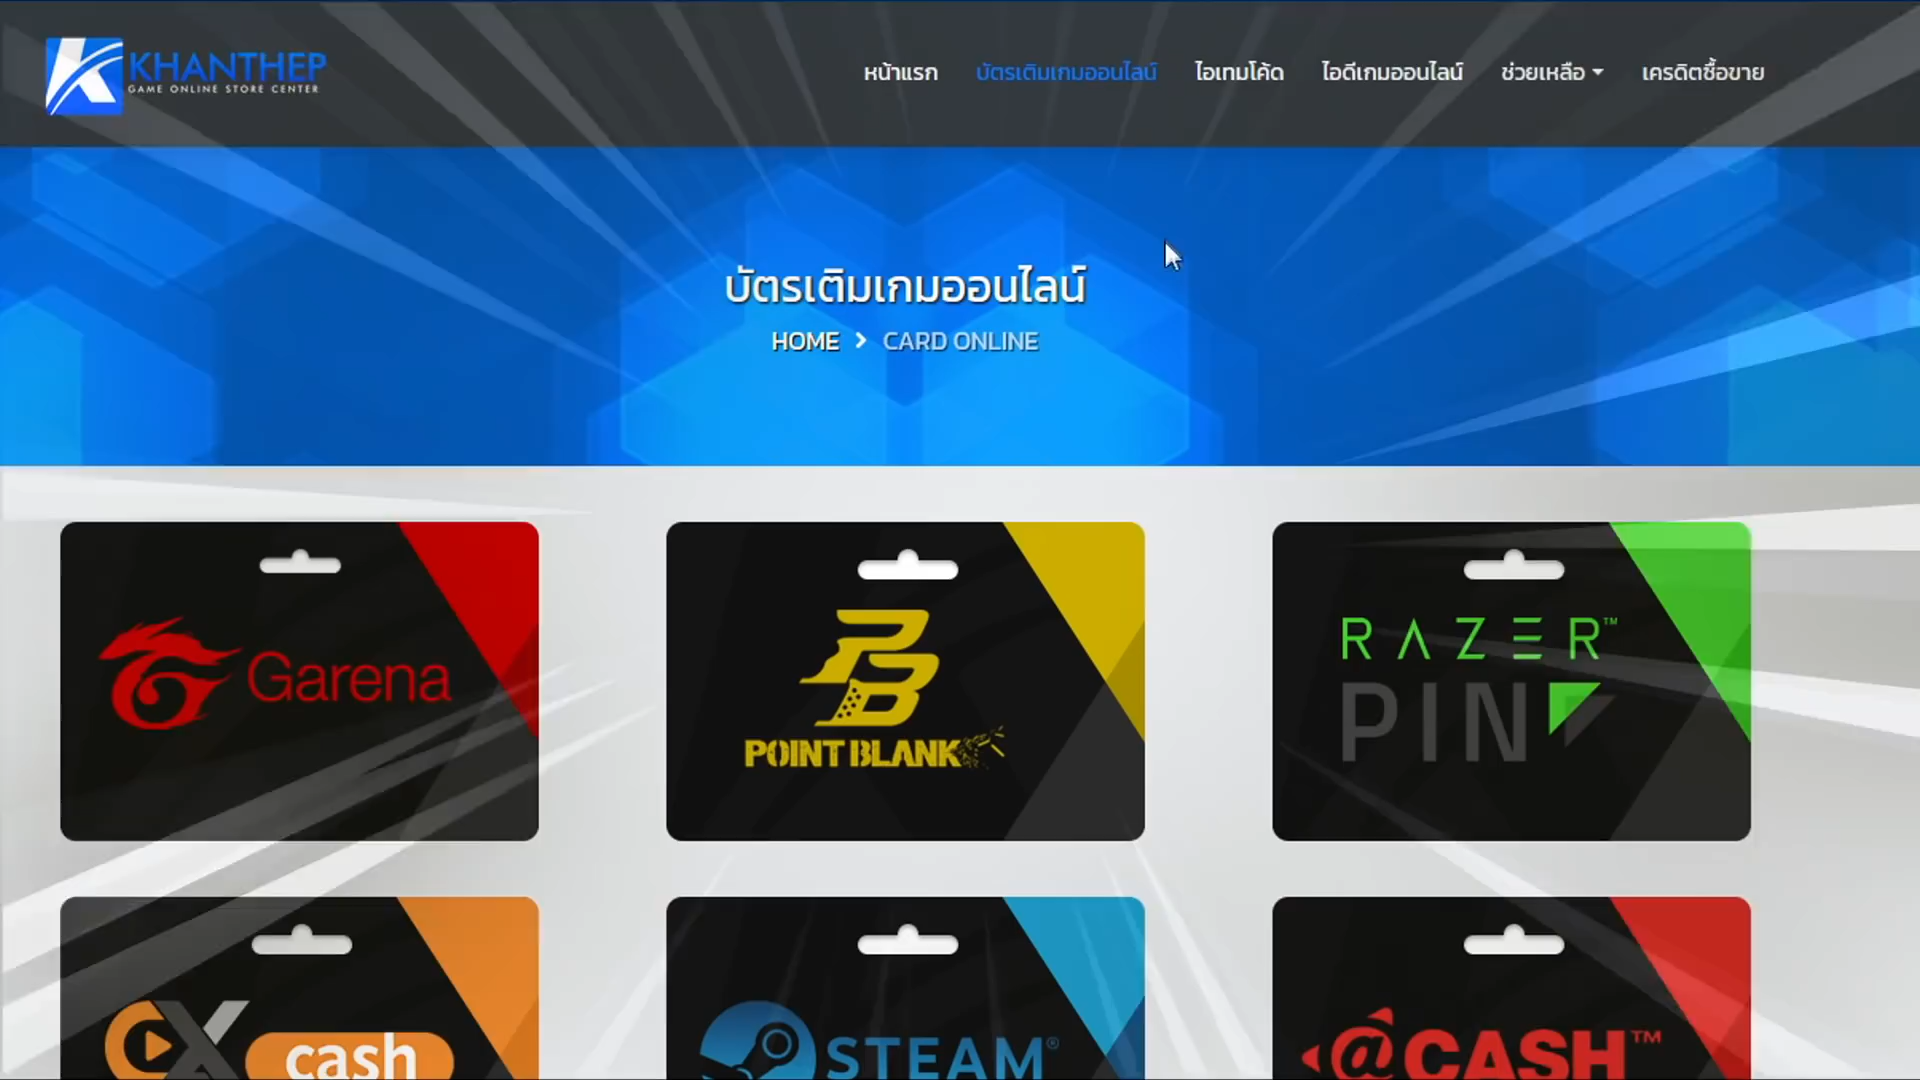 KHANTHEP
GAME ONLINE STORE CENTER
หน้าแรก
บัตรเติมเกมออนไลน์
ไอเทมโค้ด
ไอดีเกมออนไลน์
ช่วยเหลือ
เครดิตซื้อขาย
บัตรเติมเกมออนไลน์
HOME > CARD ONLINE
Garena
PB
POINT BLANK
RAZER™
PIN
CX
cash
STEAM®
@CASH™